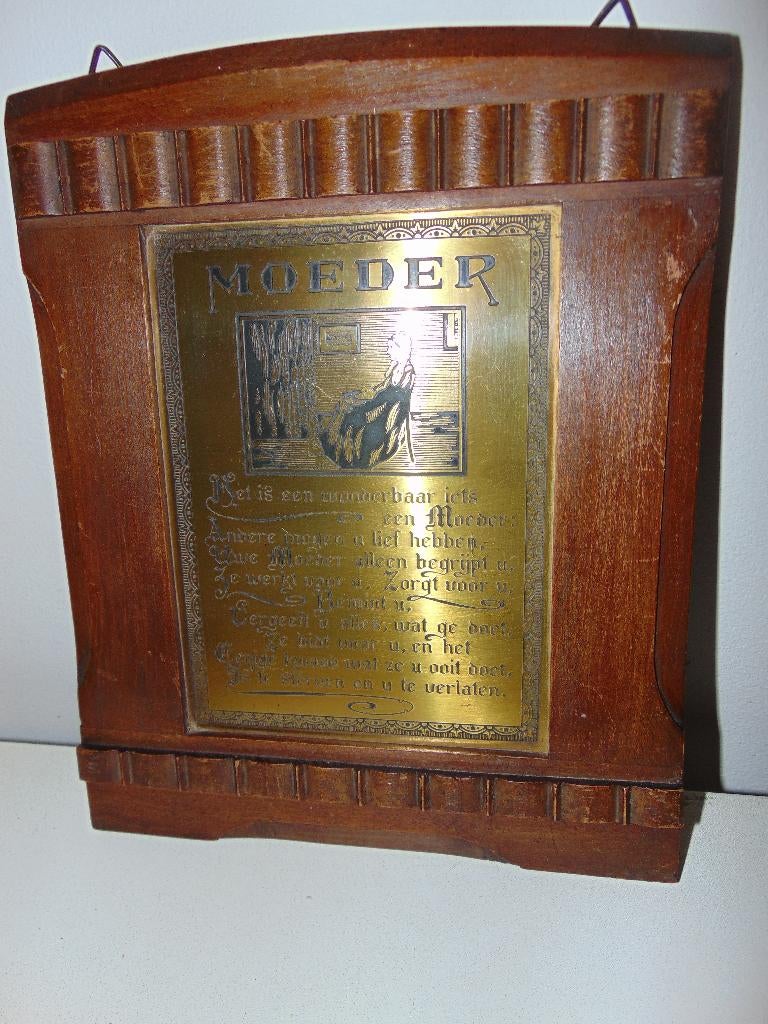 MOEDER
Het is een wonderbaar iets
een Moeder:
Andere mogen u lief hebben,
Uwe Moeder alleen begrijpt u,
Ze werkt voor u, Zorgt voor u,
Bemint u,
Vergeeft u alles, wat ge doet,
Ze bidt voor u, en het
Eenige kwaad wat ze u ooit doet,
Is te sterven en u te verlaten.